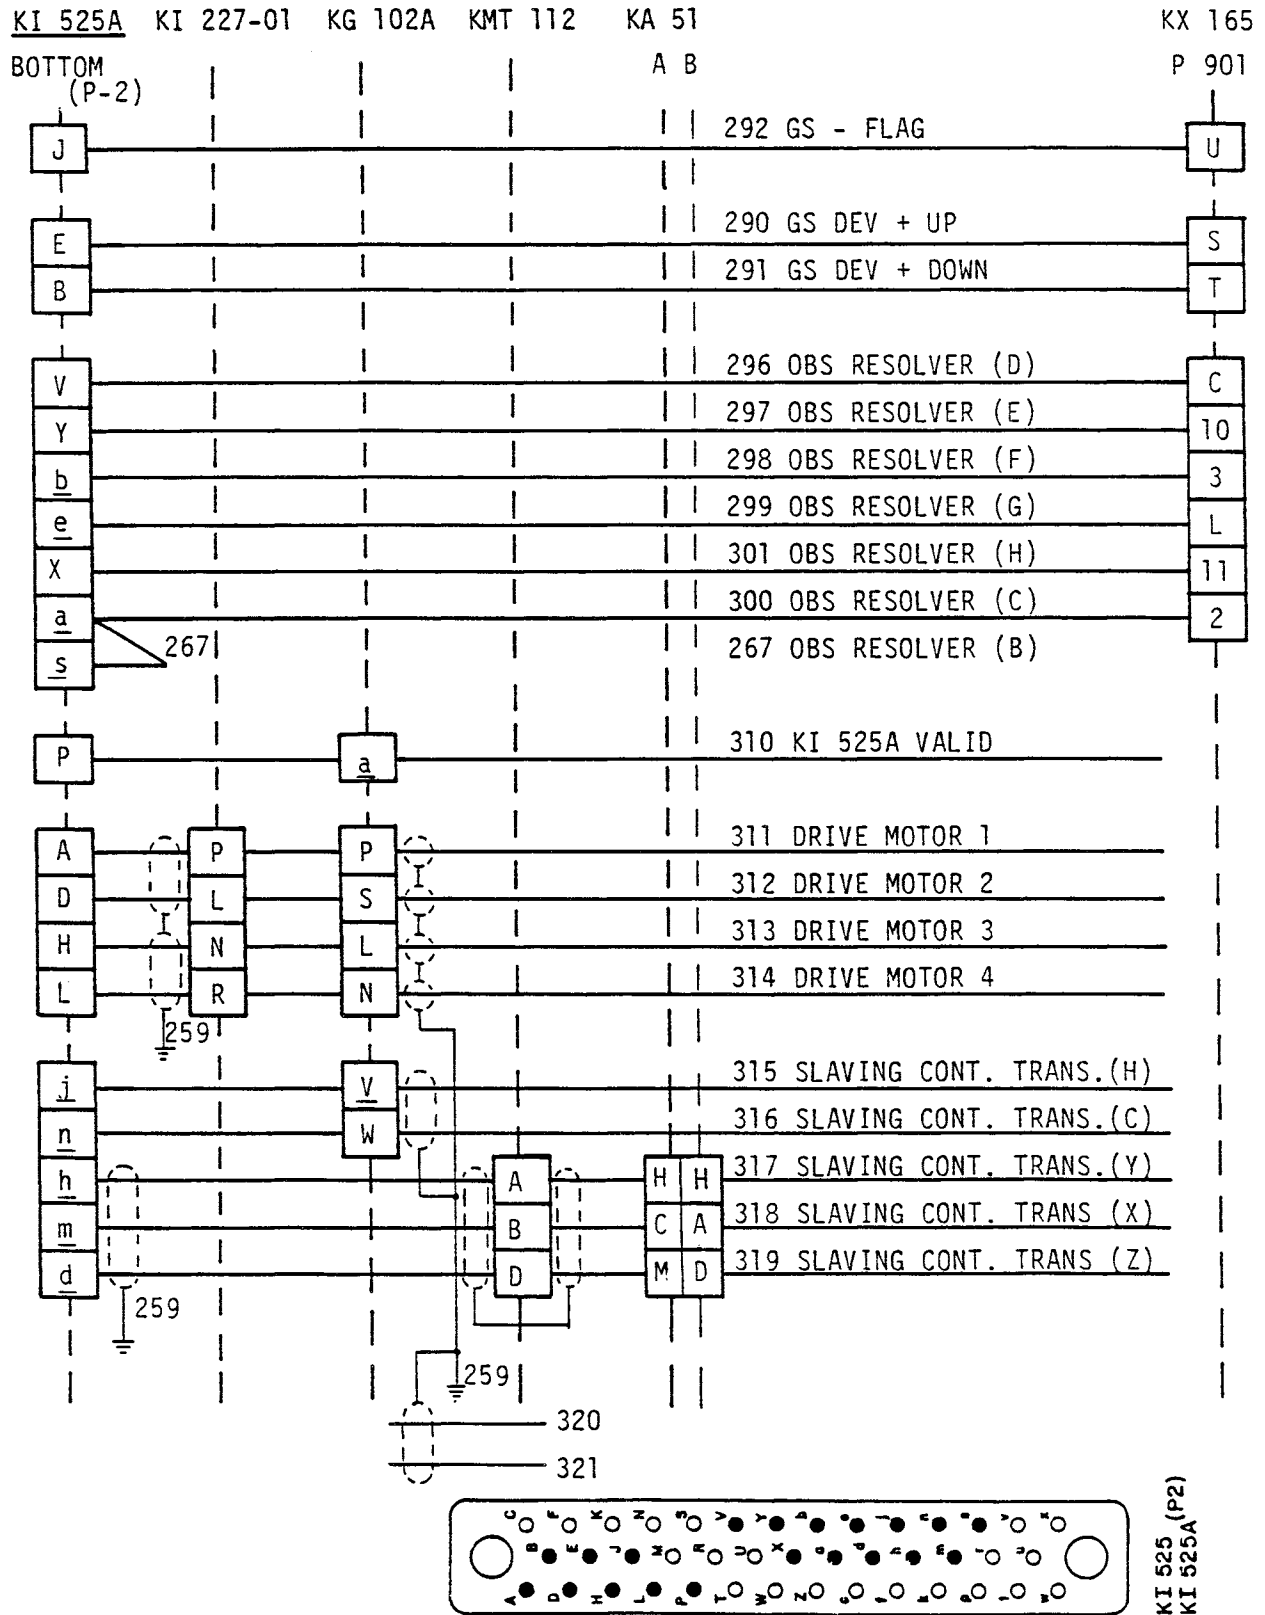 KI 525A KI 227-01 KG 102A KMT 112 KA 51 KX 165
BOTTOM A B P 901
(P-2)
J 292 GS - FLAG U
E 290 GS DEV + UP S
B 291 GS DEV + DOWN T
V 296 OBS RESOLVER (D) C
Y 297 OBS RESOLVER (E) 10
b 298 OBS RESOLVER (F) 3
e 299 OBS RESOLVER (G) L
X 301 OBS RESOLVER (H) 11
a 300 OBS RESOLVER (C) 2
s 267 267 OBS RESOLVER (B)
P a 310 KI 525A VALID
A P P 311 DRIVE MOTOR 1
D L S 312 DRIVE MOTOR 2
H N L 313 DRIVE MOTOR 3
L R N 314 DRIVE MOTOR 4
259
j V 315 SLAVING CONT. TRANS.(H)
n W 316 SLAVING CONT. TRANS.(C)
h A H H 317 SLAVING CONT. TRANS.(Y)
m B C A 318 SLAVING CONT. TRANS (X)
d D M D 319 SLAVING CONT. TRANS (Z)
259
259
320
321
C F K N S V Y b e j n s v x
B E J M R U X a d h m r u
A D H L P T W Z c f k p t w
KI 525
KI 525A (P2)